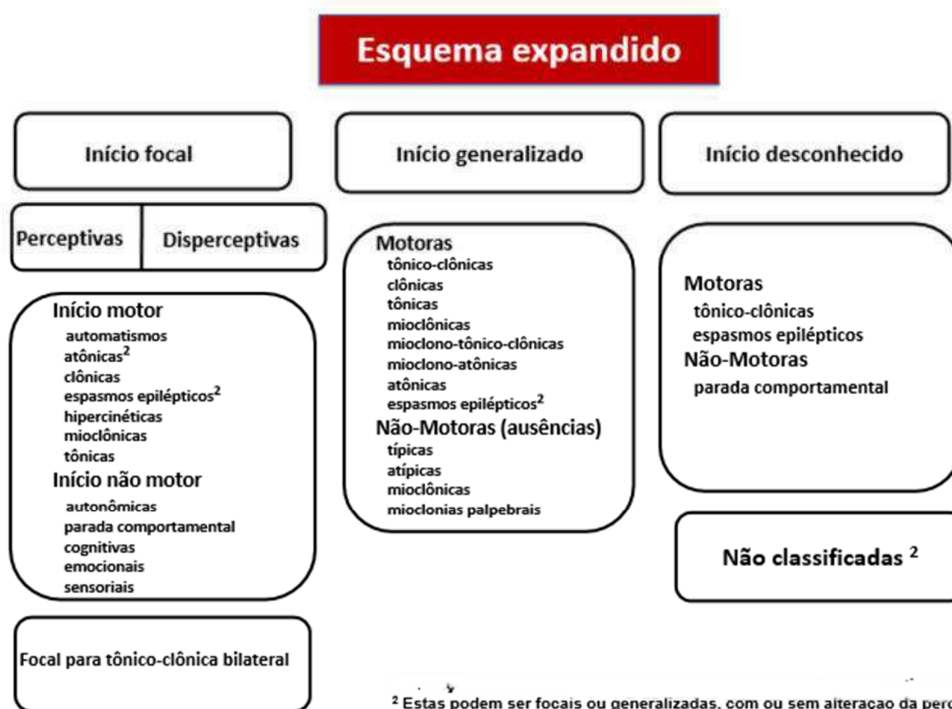 Esquema expandido
Início focal
Início generalizado
Início desconhecido
Perceptivas
Disperceptivas
Início motor
automatismos
atônicas²
clônicas
espasmos epilépticos²
hipercinéticas
mioclônicas
tônicas
Início não motor
autonômicas
parada comportamental
cognitivas
emocionais
sensoriais
Motoras
tônico-clônicas
clônicas
tônicas
mioclônicas
mioclono-tônico-clônicas
mioclono-atônicas
atônicas
espasmos epilépticos²
Não-Motoras (ausências)
típicas
atípicas
mioclônicas
mioclonias palpebrais
Motoras
tônico-clônicas
espasmos epilépticos
Não-Motoras
parada comportamental
Não classificadas ²
Focal para tônico-clônica bilateral
² Estas podem ser focais ou generalizadas, com ou sem alteração da